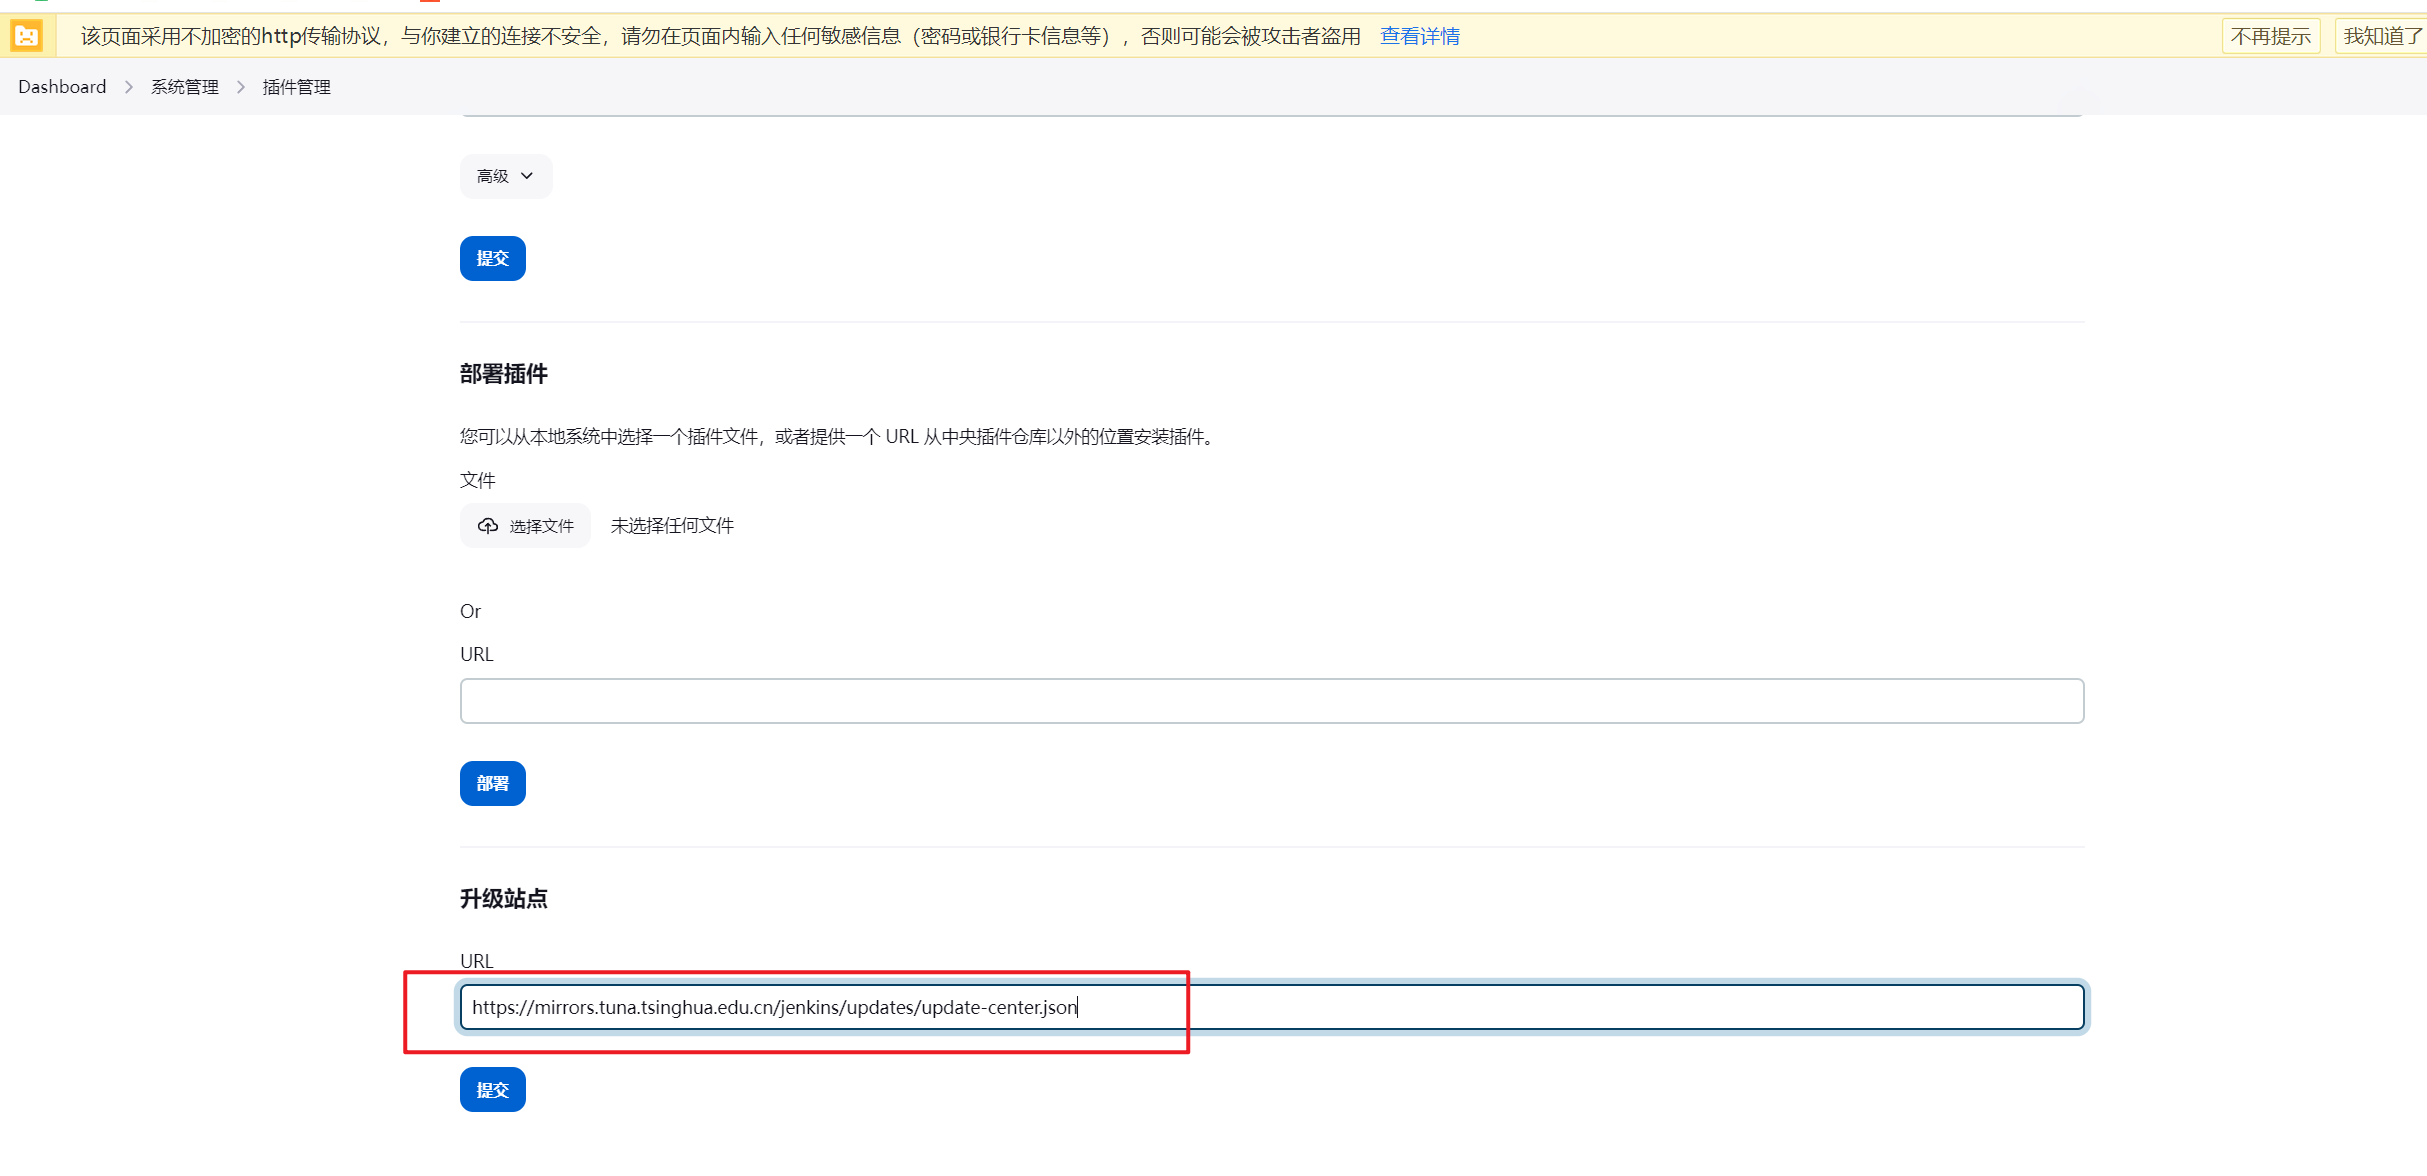 该页面采用不加密的http传输协议，与你建立的连接不安全，请勿在页面内输入任何敏感信息（密码或银行卡信息等），否则可能会被攻击者盗用 查看详情 不再提示 我知道了
Dashboard 系统管理 插件管理
高级
提交
部署插件
您可以从本地系统中选择一个插件文件，或者提供一个 URL 从中央插件仓库以外的位置安装插件。
文件
选择文件 未选择任何文件
Or
URL
部署
升级站点
URL
https://mirrors.tuna.tsinghua.edu.cn/jenkins/updates/update-center.json
提交